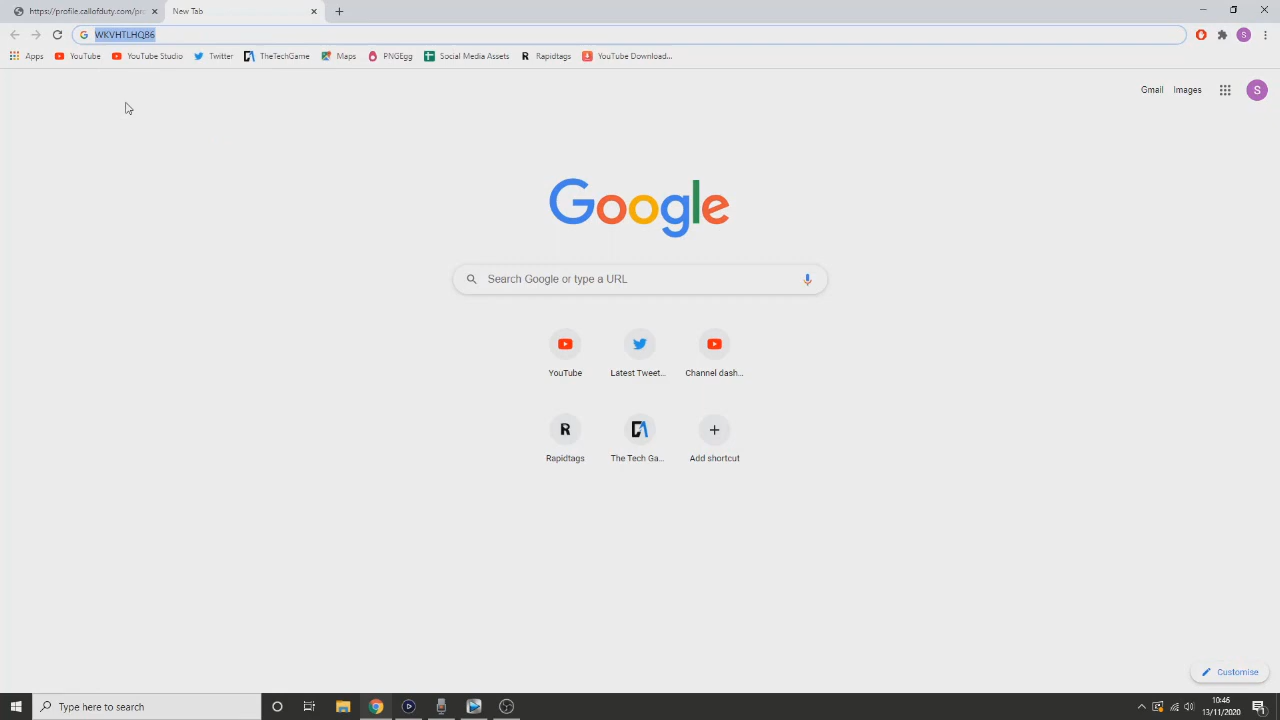 https://profile.callofduty.com/pro
New Tab
WKVHTLHQ86
Apps
YouTube
YouTube Studio
Twitter
TheTechGame
Maps
PNGEgg
Social Media Assets
Rapidtags
YouTube Download...
Gmail
Images
S
Google
Search Google or type a URL
YouTube
Latest Tweet...
Channel dash...
Rapidtags
The Tech Ga...
Add shortcut
Customise
Type here to search
10:46
13/11/2020